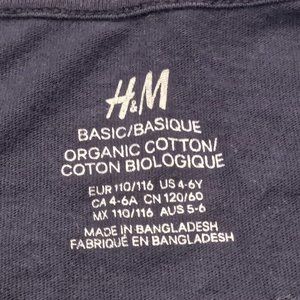 H&M
BASIC/BASIQUE
ORGANIC COTTON/
COTON BIOLOGIQUE
EUR 110/116 US 4-6Y
CA 4-6A CN 120/60
MX 110/116 AUS 5-6
MADE IN BANGLADESH
FABRIQUÉ EN BANGLADESH